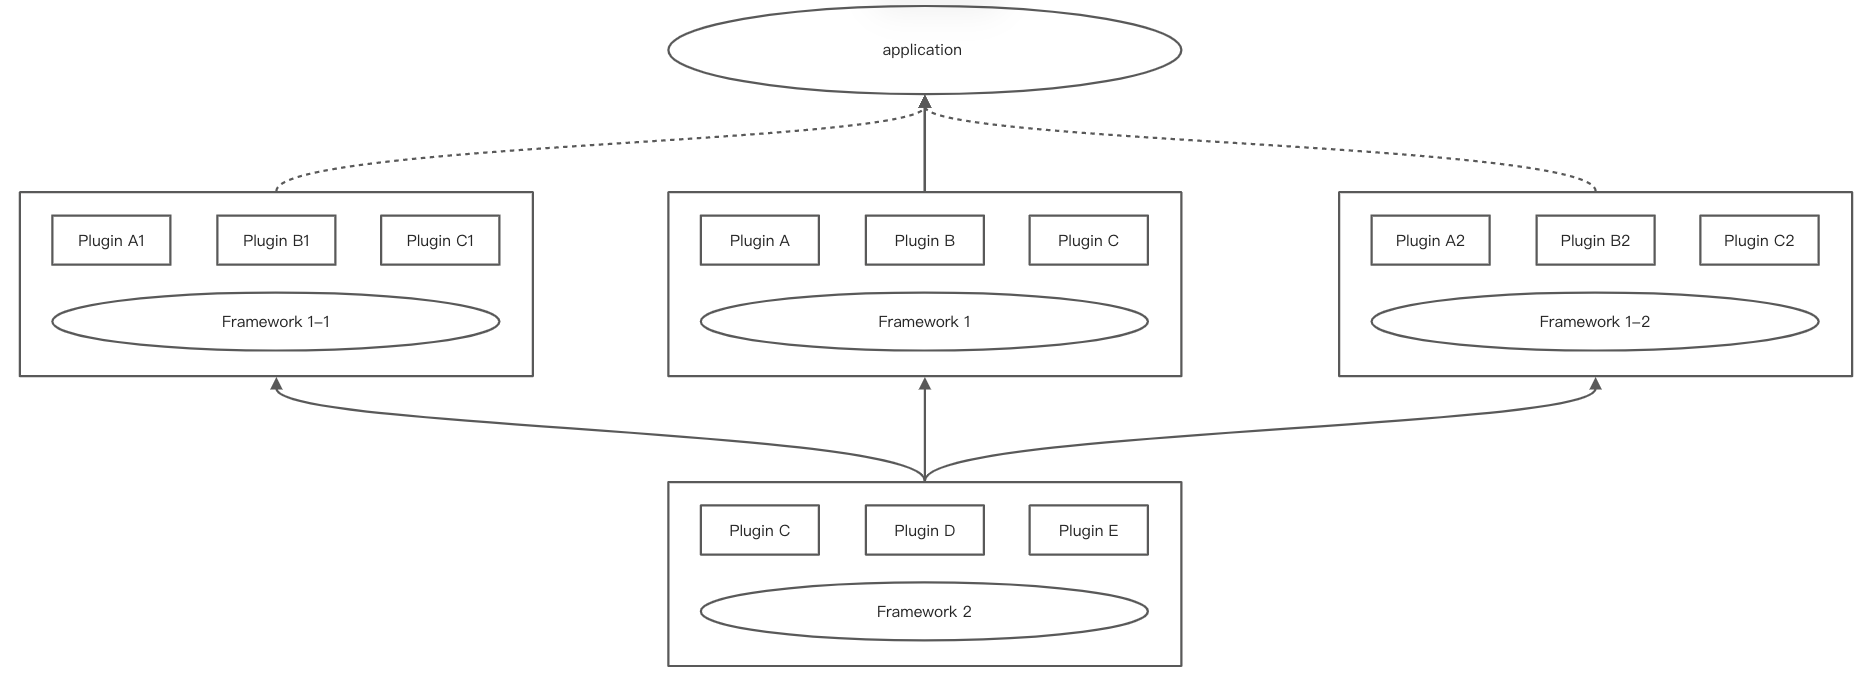 application
Plugin A1
Plugin B1
Plugin C1
Framework 1-1
Plugin A
Plugin B
Plugin C
Framework 1
Plugin A2
Plugin B2
Plugin C2
Framework 1-2
Plugin C
Plugin D
Plugin E
Framework 2